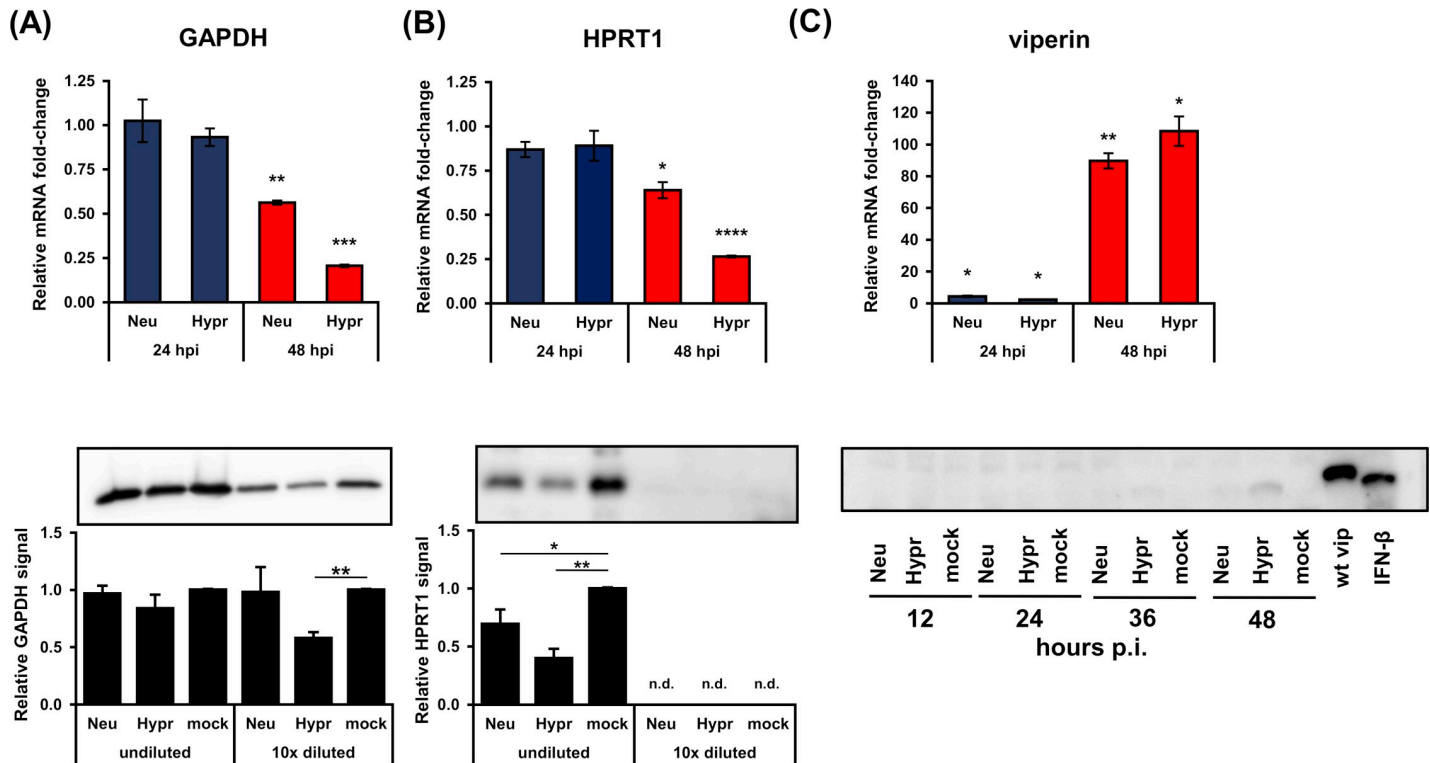 (A)
GAPDH
Relative mRNA fold-change
1.25
1.00
0.75
0.50
0.25
0.00
**
***
Neu Hypr Neu Hypr
24 hpi 48 hpi
Relative GAPDH signal
1.5
1.0
0.5
0.0
**
Neu Hypr mock Neu Hypr mock
undiluted 10x diluted
(B)
HPRT1
Relative mRNA fold-change
1.25
1.00
0.75
0.50
0.25
0.00
*
****
Neu Hypr Neu Hypr
24 hpi 48 hpi
Relative HPRT1 signal
1.5
1.0
0.5
0.0
*
**
n.d. n.d. n.d.
Neu Hypr mock Neu Hypr mock
undiluted 10x diluted
(C)
viperin
Relative mRNA fold-change
140
120
100
80
60
40
20
0
* * ** *
Neu Hypr Neu Hypr
24 hpi 48 hpi
Neu Hypr mock Neu Hypr mock Neu Hypr mock Neu Hypr mock wt vip IFN-β
12 24 36 48
hours p.i.